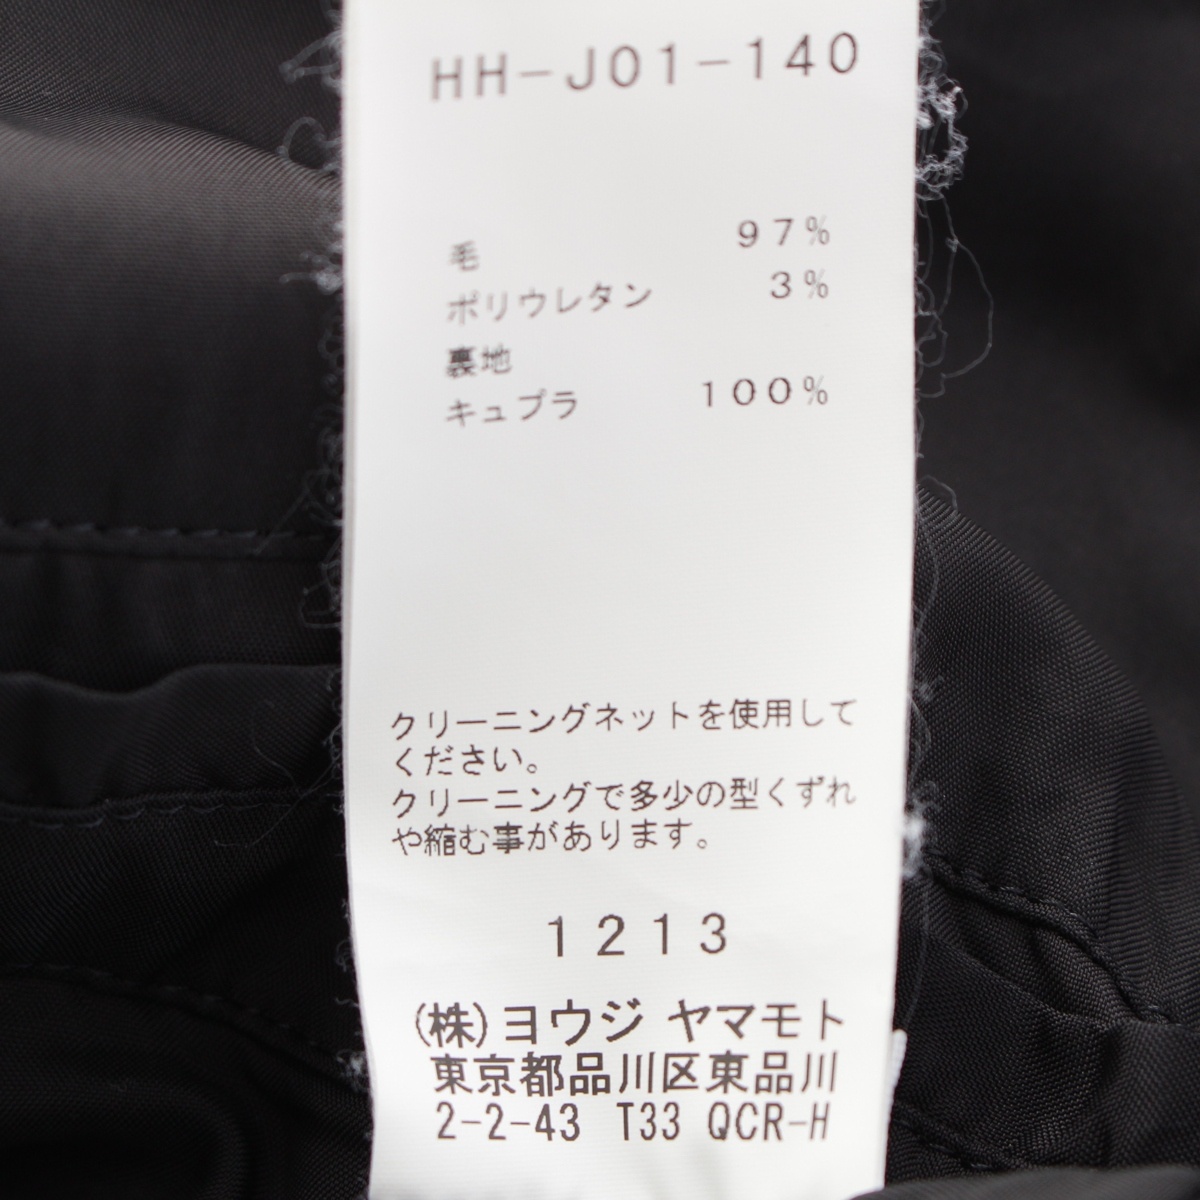 HH-J01-140
毛 97%
ポリウレタン 3%
裏地
キュプラ 100%
クリーニングネットを使用して
ください。
クリーニングで多少の型くずれ
や縮む事があります。
1213
(株)ヨウジ ヤマモト
東京都品川区東品川
2-2-43 T33 QCR-H